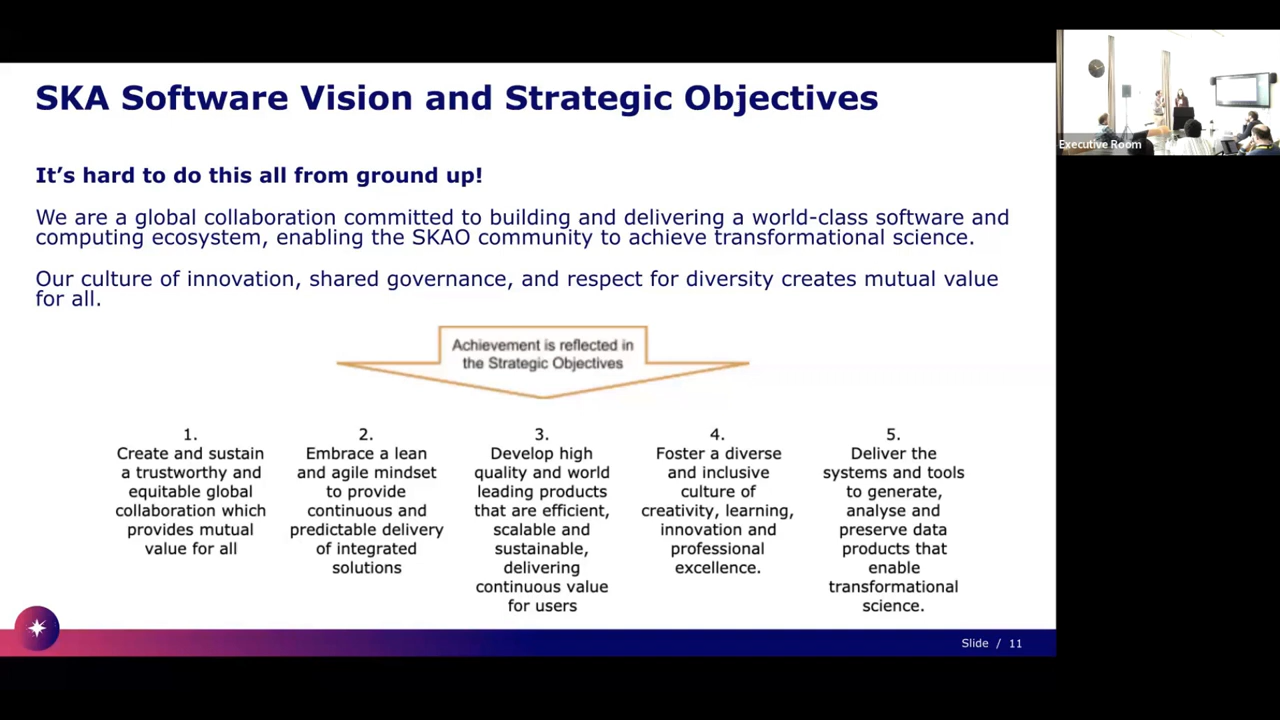 SKA Software Vision and Strategic Objectives
It's hard to do this all from ground up!
We are a global collaboration committed to building and delivering a world-class software and
computing ecosystem, enabling the SKAO community to achieve transformational science.
Our culture of innovation, shared governance, and respect for diversity creates mutual value
for all.
Achievement is reflected in
the Strategic Objectives
1.
Create and sustain
a trustworthy and
equitable global
collaboration which
provides mutual
value for all
2.
Embrace a lean
and agile mindset
to provide
continuous and
predictable delivery
of integrated
solutions
3.
Develop high
quality and world
leading products
that are efficient,
scalable and
sustainable,
delivering
continuous value
for users
4.
Foster a diverse
and inclusive
culture of
creativity, learning,
innovation and
professional
excellence.
5.
Deliver the
systems and tools
to generate,
analyse and
preserve data
products that
enable
transformational
science.
Slide / 11
Executive Room